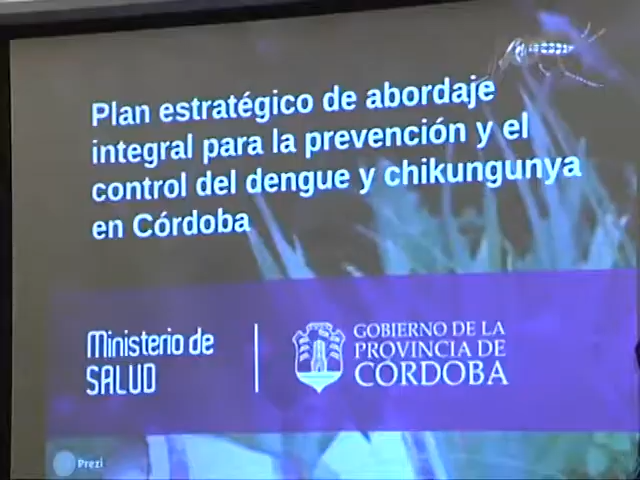 Plan estratégico de abordaje
integral para la prevención y el
control del dengue y chikungunya
en Córdoba
Ministerio de
SALUD
GOBIERNO DE LA
PROVINCIA DE
CÓRDOBA
Prezi